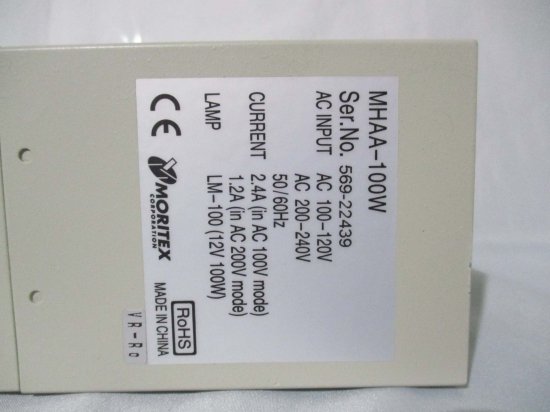 MHAA-100W
Ser.No. 569-22439
AC INPUT AC 100-120V
AC 200-240V
50/60Hz
CURRENT 2.4A (in AC 100V mode)
1.2A (in AC 200V mode)
LAMP LM-100 (12V 100W)
CE MORITEX
CORPORATION
RoHS
MADE IN CHINA
VR-RC